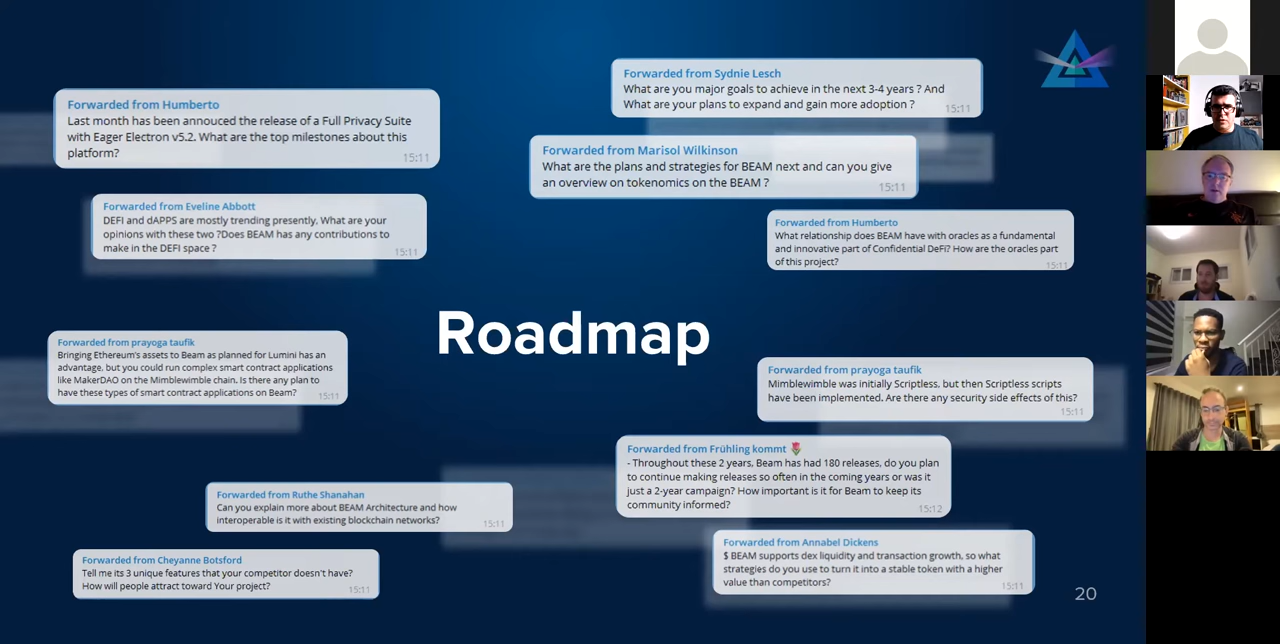 Forwarded from Humberto
Last month has been annouced the release of a Full Privacy Suite
with Eager Electron v5.2. What are the top milestones about this
platform?
15:11
Forwarded from Sydnie Lesch
What are you major goals to achieve in the next 3-4 years ? And
What are your plans to expand and gain more adoption ?
15:11
Forwarded from Marisol Wilkinson
What are the plans and strategies for BEAM next and can you give
an overview on tokenomics on the BEAM ?
15:11
Forwarded from Eveline Abbott
DEFI and dAPPS are mostly trending presently. What are your
opinions with these two ?Does BEAM has any contributions to
make in the DEFI space ?
15:11
Forwarded from Humberto
What relationship does BEAM have with oracles as a fundamental
and innovative part of Confidential DeFi? How are the oracles part
of this project?
15:11
Roadmap
Forwarded from prayoga taufik
Bringing Ethereum's assets to Beam as planned for Lumini has an
advantage, but you could run complex smart contract applications
like MakerDAO on the Mimblewimble chain. Is there any plan to
have these types of smart contract applications on Beam?
15:11
Forwarded from prayoga taufik
Mimblewimble was initially Scriptless, but then Scriptless scripts
have been implemented. Are there any security side effects of this?
15:11
Forwarded from Frühling kommt 🌷
- Throughout these 2 years, Beam has had 180 releases, do you plan
to continue making releases so often in the coming years or was it
just a 2-year campaign? How important is it for Beam to keep its
community informed?
15:12
Forwarded from Ruthe Shanahan
Can you explain more about BEAM Architecture and how
interoperable is it with existing blockchain networks?
15:11
Forwarded from Cheyanne Botsford
Tell me its 3 unique features that your competitor doesn't have?
How will people attract toward Your project?
15:11
Forwarded from Annabel Dickens
$ BEAM supports dex liquidity and transaction growth, so what
strategies do you use to turn it into a stable token with a higher
value than competitors?
15:11
20